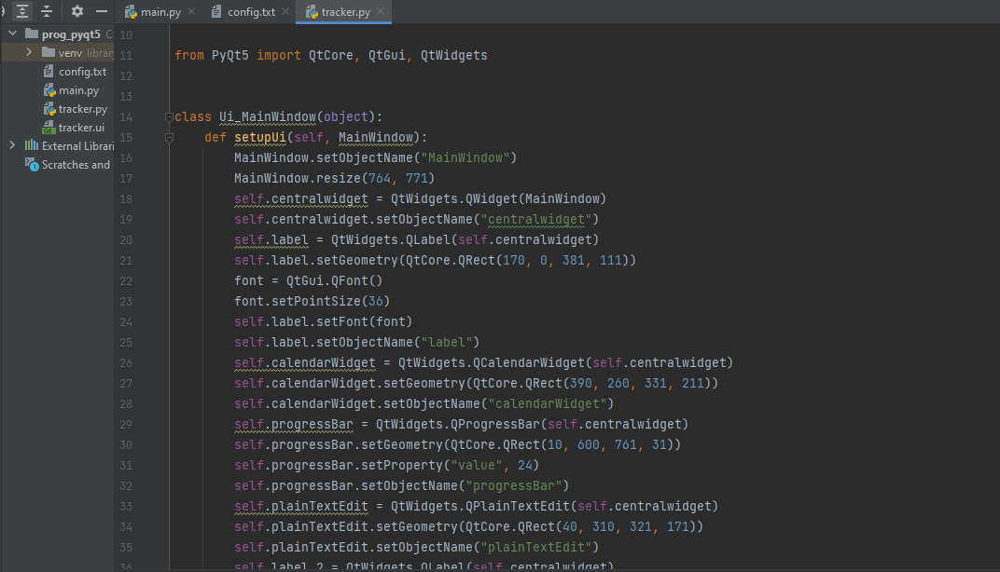 main.py
config.txt
tracker.py
prog_pyqt5 C
venv library
config.txt
main.py
tracker.py
tracker.ui
External Librari
Scratches and
10
11 from PyQt5 import QtCore, QtGui, QtWidgets
12
13
14 class Ui_MainWindow(object):
15 def setupUi(self, MainWindow):
16 MainWindow.setObjectName("MainWindow")
17 MainWindow.resize(764, 771)
18 self.centralwidget = QtWidgets.QWidget(MainWindow)
19 self.centralwidget.setObjectName("centralwidget")
20 self.label = QtWidgets.QLabel(self.centralwidget)
21 self.label.setGeometry(QtCore.QRect(170, 0, 381, 111))
22 font = QtGui.QFont()
23 font.setPointSize(36)
24 self.label.setFont(font)
25 self.label.setObjectName("label")
26 self.calendarWidget = QtWidgets.QCalendarWidget(self.centralwidget)
27 self.calendarWidget.setGeometry(QtCore.QRect(390, 260, 331, 211))
28 self.calendarWidget.setObjectName("calendarWidget")
29 self.progressBar = QtWidgets.QProgressBar(self.centralwidget)
30 self.progressBar.setGeometry(QtCore.QRect(10, 600, 761, 31))
31 self.progressBar.setProperty("value", 24)
32 self.progressBar.setObjectName("progressBar")
33 self.plainTextEdit = QtWidgets.QPlainTextEdit(self.centralwidget)
34 self.plainTextEdit.setGeometry(QtCore.QRect(40, 310, 321, 171))
35 self.plainTextEdit.setObjectName("plainTextEdit")
36 self.label_2 = QtWidgets.QLabel(self.centralwidget)